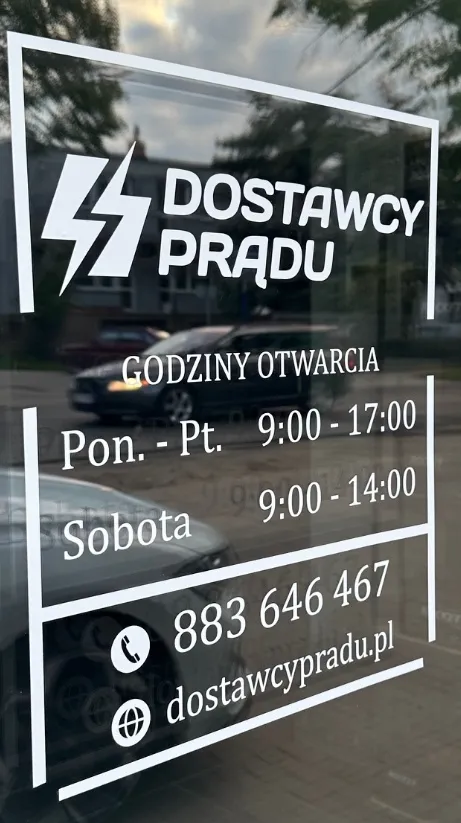 DOSTAWCY
PRĄDU
GODZINY OTWARCIA
Pon. - Pt. 9:00 - 17:00
Sobota 9:00 - 14:00
883 646 467
dostawcypradu.pl